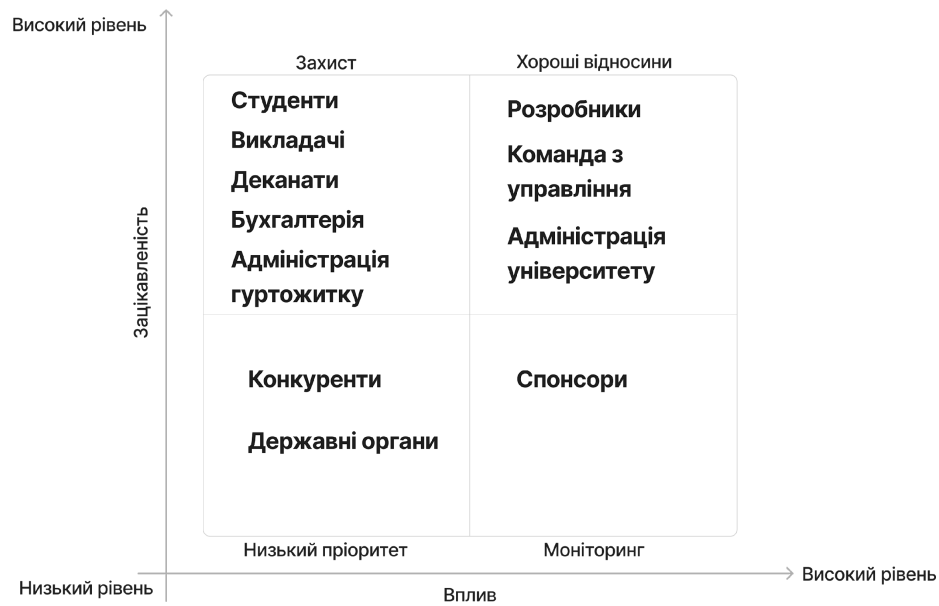 Високий рівень
Захист
Хороші відносини
Студенти
Викладачі
Деканати
Бухгалтерія
Адміністрація
гуртожитку
Розробники
Команда з
управління
Адміністрація
університету
Зацікавленість
Конкуренти
Державні органи
Спонсори
Низький пріоритет
Моніторинг
Низький рівень
Вплив
Високий рівень